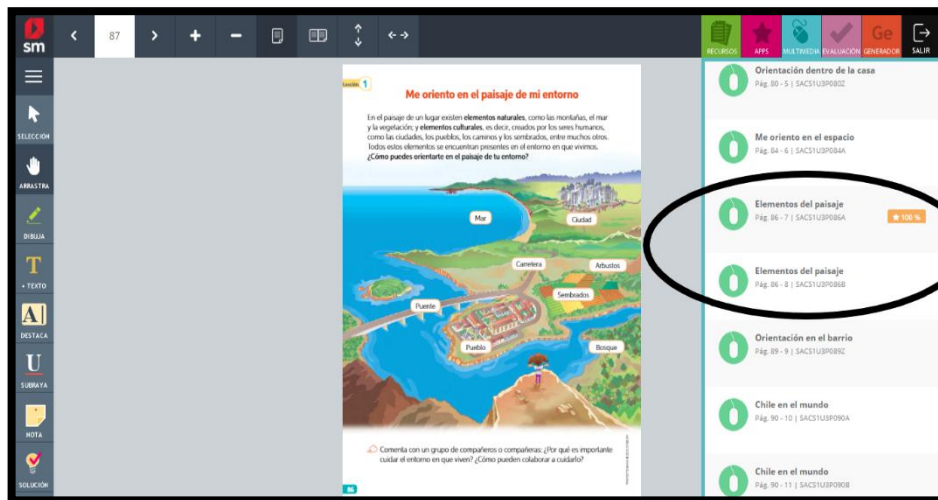 sm
87
RECURSOS
APPS
MULTIMEDIA
EVALUACIÓN
Ge
GENERADOR
SALIR
SELECCIÓN
ARRASTRA
DIBUJA
T
+ TEXTO
A
DESTACA
U
SUBRAYA
NOTA
SOLUCIÓN
Lección 1
Me oriento en el paisaje de mi entorno
En el paisaje de un lugar existen elementos naturales, como las montañas, el mar
y la vegetación; y elementos culturales, es decir, creados por los seres humanos,
como las ciudades, los pueblos, los caminos y los sembrados, entre muchos otros.
Todos estos elementos se encuentran presentes en el entorno en que vivimos.
¿Cómo puedes orientarte en el paisaje de tu entorno?
Mar
Ciudad
Carretera
Arbustos
Sembrados
Puente
Pueblo
Bosque
Comenta con un grupo de compañeros o compañeras: ¿Por qué es importante
cuidar el entorno en que viven? ¿Cómo pueden colaborar a cuidarlo?
86
Orientación dentro de la casa
Pág. 80 - 5 | SACS1U3P080Z
Me oriento en el espacio
Pág. 84 - 6 | SACS1U3P084A
Elementos del paisaje
Pág. 86 - 7 | SACS1U3P086A
100 %
Elementos del paisaje
Pág. 86 - 8 | SACS1U3P086B
Orientación en el barrio
Pág. 89 - 9 | SACS1U3P089Z
Chile en el mundo
Pág. 90 - 10 | SACS1U3P090A
Chile en el mundo
Pág. 90 - 11 | SACS1U3P090B